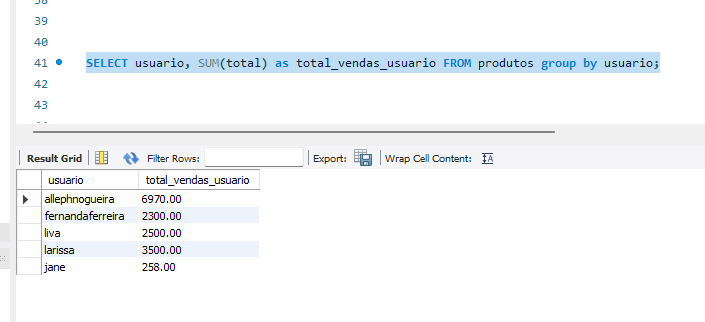 38
39
40
41 SELECT usuario, SUM(total) as total_vendas_usuario FROM produtos group by usuario;
42
43
44
Result Grid Filter Rows: Export: Wrap Cell Content:
usuario total_vendas_usuario
allephnogueira 6970.00
fernandaferreira 2300.00
liva 2500.00
larissa 3500.00
jane 258.00